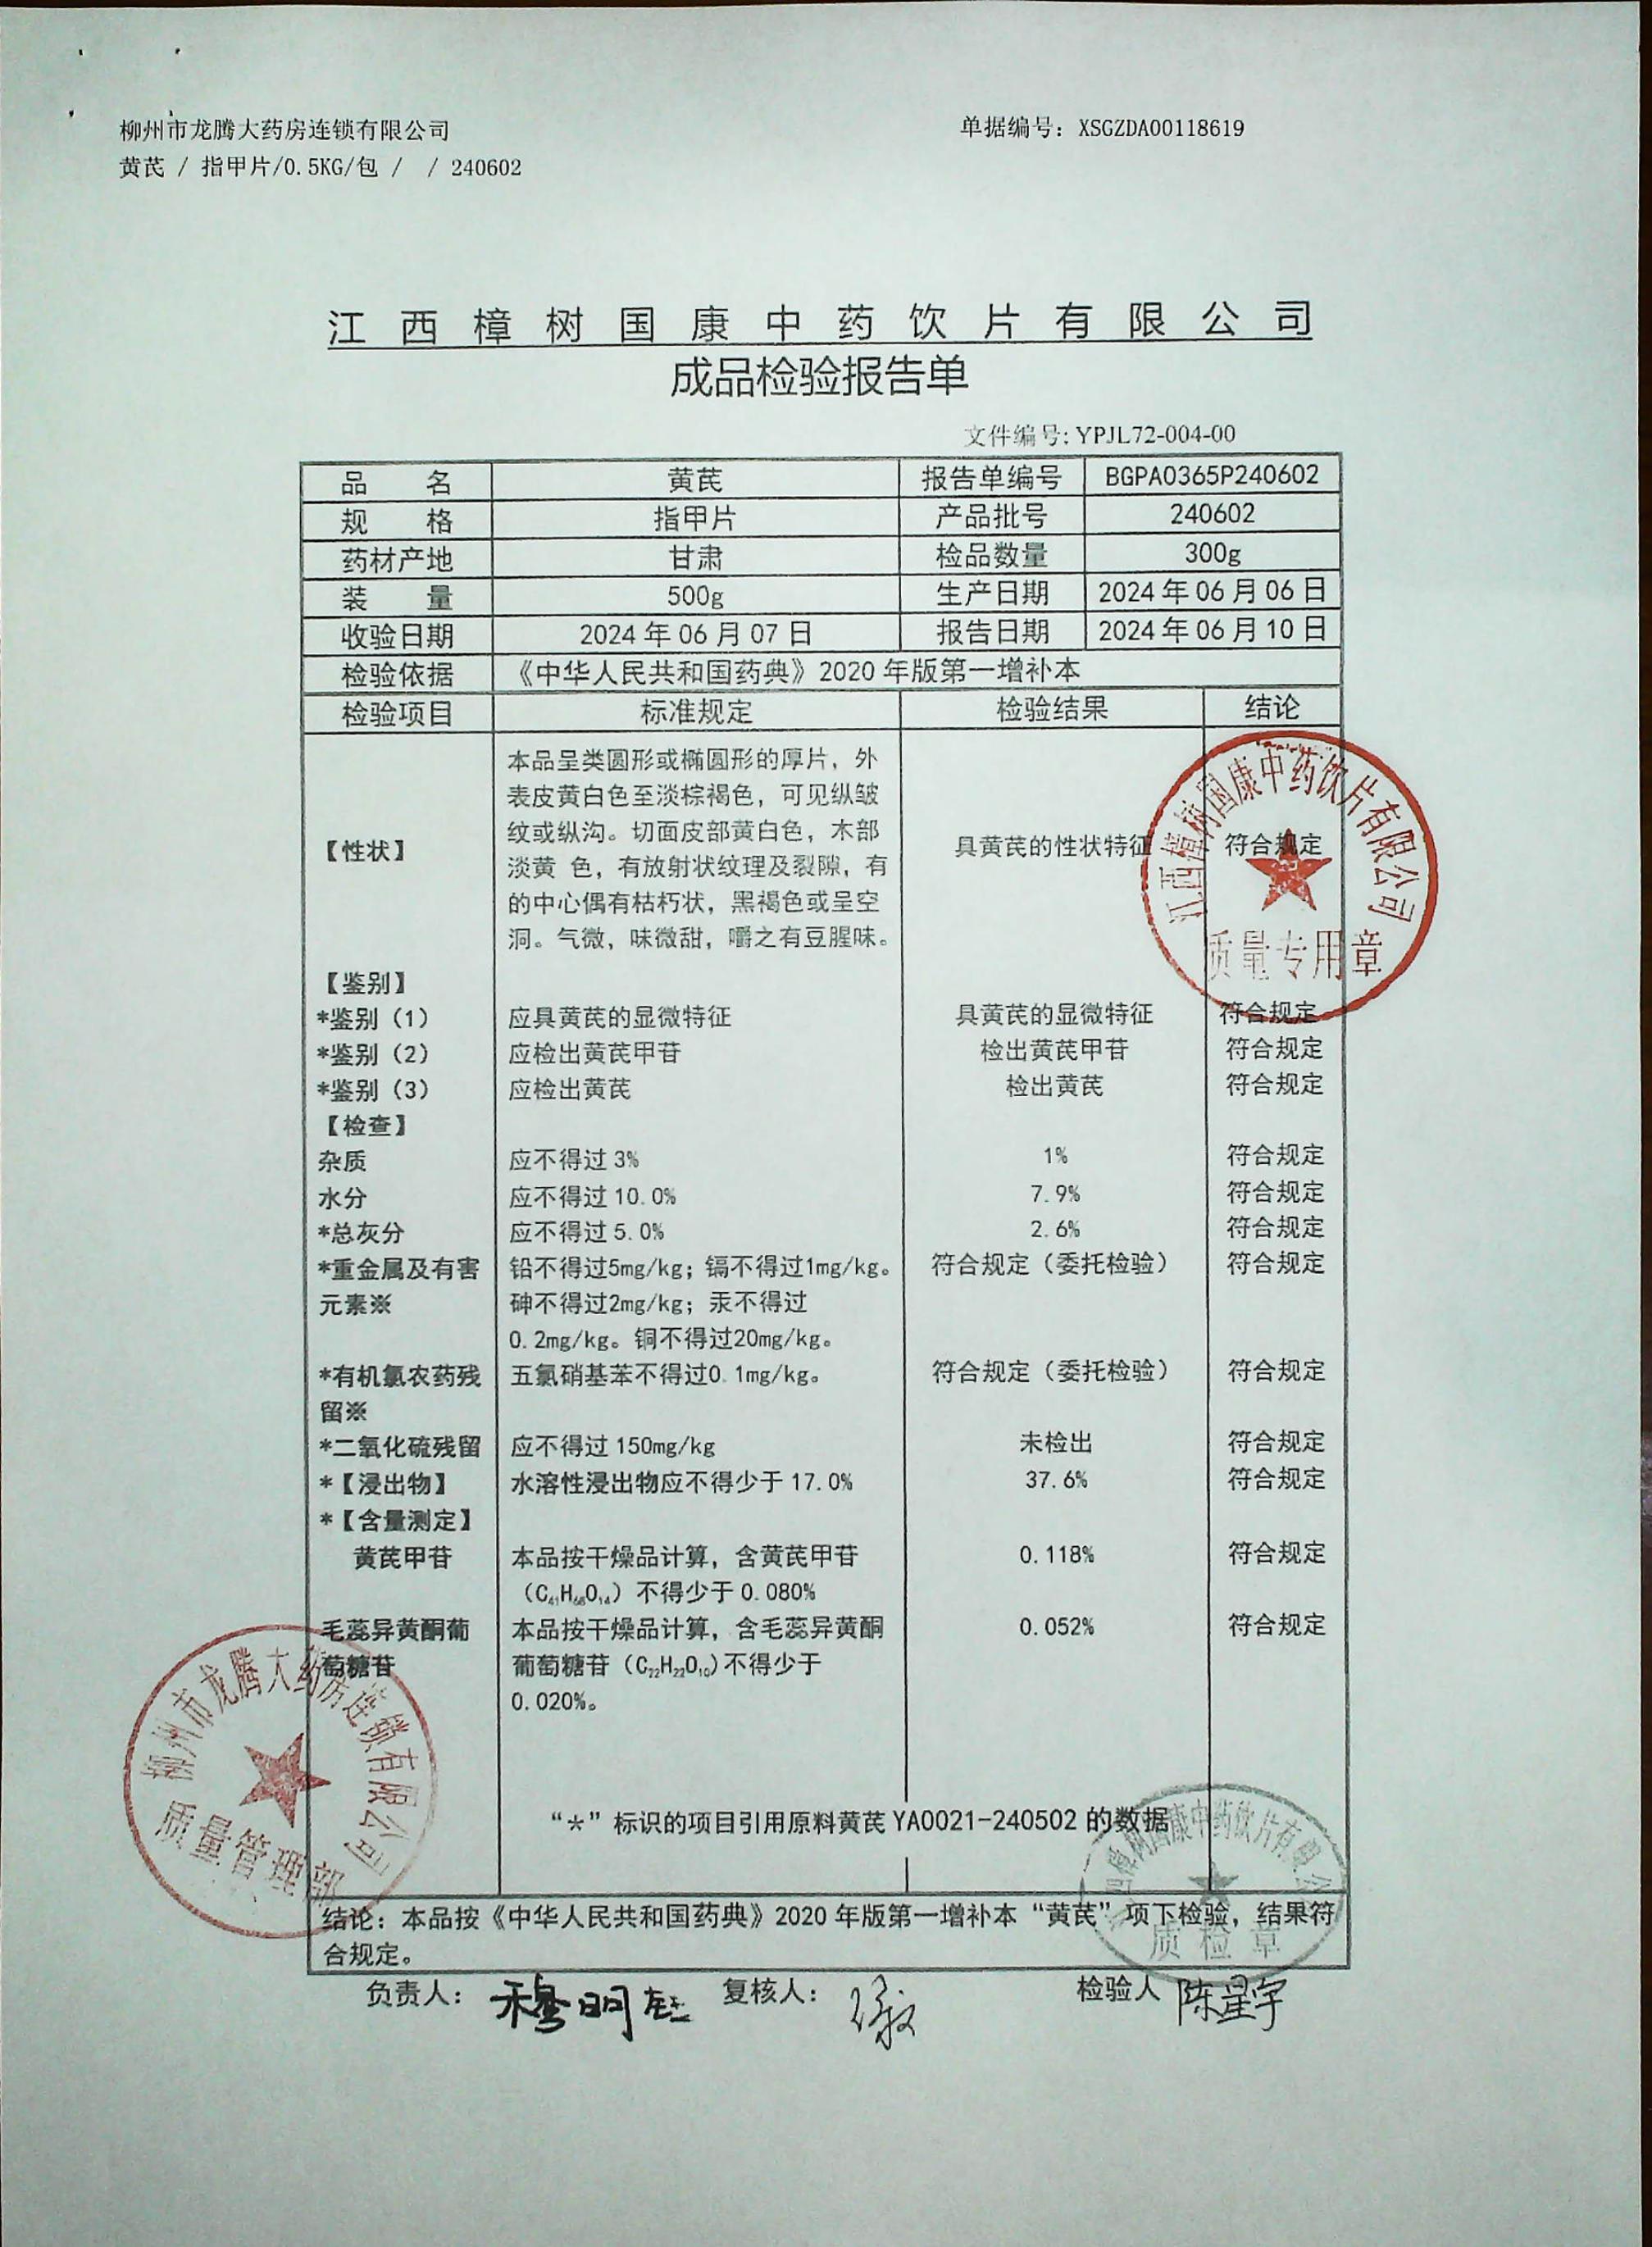 柳州市龙腾大药房连锁有限公司 单据编号：XSGZDA00118619
黄芪 / 指甲片/0.5KG/包 / / 240602
江西樟树国康中药饮片有限公司
成品检验报告单
文件编号：YPJL72-004-00
品 名 黄芪 报告单编号 BGPA0365P240602
规 格 指甲片 产品批号 240602
药材产地 甘肃 检品数量 300g
装 量 500g 生产日期 2024年06月06日
收验日期 2024年06月07日 报告日期 2024年06月10日
检验依据 《中华人民共和国药典》2020年版第一增补本
检验项目 标准规定 检验结果 结论
本品呈类圆形或椭圆形的厚片，外
表皮黄白色至淡棕褐色，可见纵皱
纹或纵沟。切面皮部黄白色，木部
【性状】 淡黄 色，有放射状纹理及裂隙，有 具黄芪的性状特征 符合规定
的中心偶有枯朽状，黑褐色或呈空
洞。气微，味微甜，嚼之有豆腥味。
江西樟树国康中药饮片有限公司
质量专用章
【鉴别】
*鉴别（1） 应具黄芪的显微特征 具黄芪的显微特征 符合规定
*鉴别（2） 应检出黄芪甲苷 检出黄芪甲苷 符合规定
*鉴别（3） 应检出黄芪 检出黄芪 符合规定
【检查】
杂质 应不得过3% 1% 符合规定
水分 应不得过10.0% 7.9% 符合规定
*总灰分 应不得过5.0% 2.6% 符合规定
*重金属及有害 铅不得过5mg/kg；镉不得过1mg/kg。 符合规定（委托检验） 符合规定
元素※ 砷不得过2mg/kg；汞不得过
0.2mg/kg。铜不得过20mg/kg。
*有机氯农药残 五氯硝基苯不得过0.1mg/kg。 符合规定（委托检验） 符合规定
留※
*二氧化硫残留 应不得过150mg/kg 未检出 符合规定
*【浸出物】 水溶性浸出物应不得少于17.0% 37.6% 符合规定
*【含量测定】
黄芪甲苷 本品按干燥品计算，含黄芪甲苷 0.118% 符合规定
（C₄₁H₆₈O₁₄）不得少于0.080%
毛蕊异黄酮葡 本品按干燥品计算，含毛蕊异黄酮 0.052% 符合规定
萄糖苷 葡萄糖苷（C₂₂H₂₂O₁₀)不得少于
0.020%。
柳州市龙腾大药房连锁有限公司
质量管理部
“*”标识的项目引用原料黄芪YA0021-240502的数据
江西樟树国康中药饮片有限公司
质检章
结论：本品按《中华人民共和国药典》2020年版第一增补本“黄芪”项下检验，结果符
合规定。
负责人： 复核人： 检验人 陈星宇